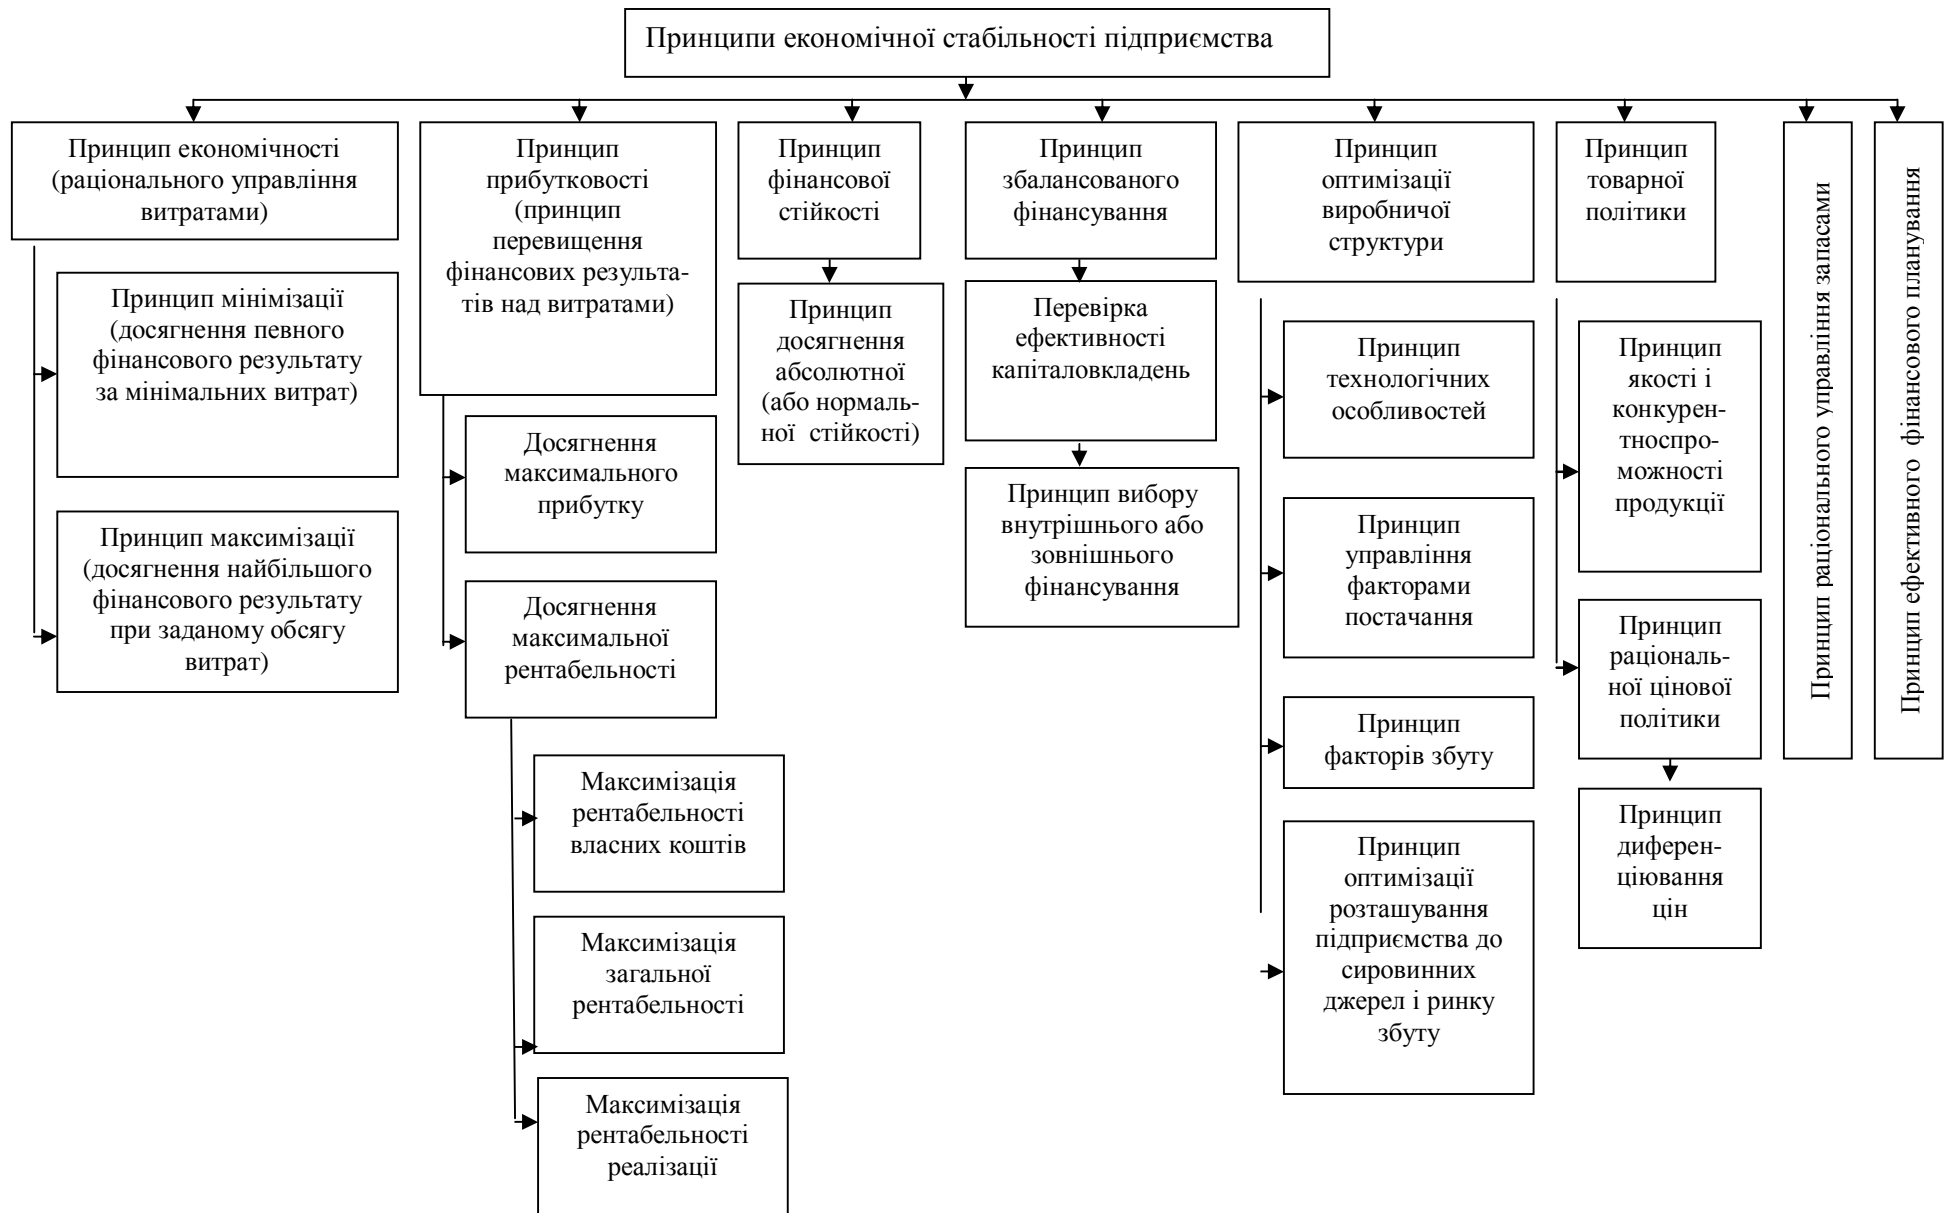 Принципи економічної стабільності підприємства
Принцип економічності
(раціонального управління
витратами)
Принцип мінімізації
(досягнення певного
фінансового результату
за мінімальних витрат)
Принцип максимізації
(досягнення найбільшого
фінансового результату
при заданому обсягу
витрат)
Принцип
прибутковості
(принцип
перевищення
фінансових результа-
тів над витратами)
Досягнення
максимального
прибутку
Досягнення
максимальної
рентабельності
Максимізація
рентабельності
власних коштів
Максимізація
загальної
рентабельності
Максимізація
рентабельності
реалізації
Принцип
фінансової
стійкості
Принцип
досягнення
абсолютної
(або нормаль-
ної стійкості)
Принцип
збалансованого
фінансування
Перевірка
ефективності
капіталовкладень
Принцип вибору
внутрішнього або
зовнішнього
фінансування
Принцип
оптимізації
виробничої
структури
Принцип
технологічних
особливостей
Принцип
управління
факторами
постачання
Принцип
факторів збуту
Принцип
оптимізації
розташування
підприємства до
сировинних
джерел і ринку
збуту
Принцип
товарної
політики
Принцип
якості і
конкурен-
тноспро-
можності
продукції
Принцип
раціональ-
ної цінової
політики
Принцип
диферен-
ціювання
цін
Принцип раціонального управління запасами
Принцип ефективного фінансового планування